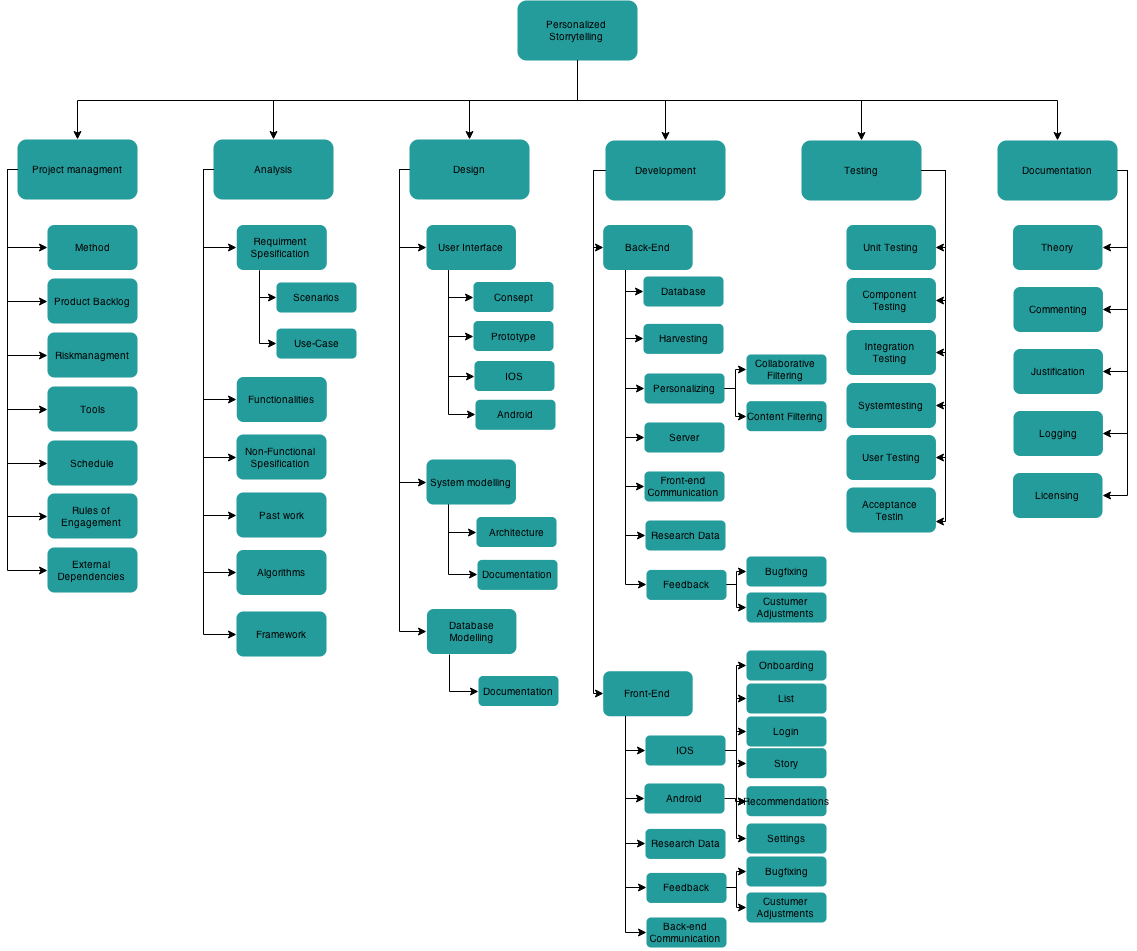 Personalized
Storrytelling
Project managment
Method
Product Backlog
Riskmanagment
Tools
Schedule
Rules of
Engagement
External
Dependencies
Analysis
Requirment
Spesification
Scenarios
Use-Case
Functionalities
Non-Functional
Spesification
Past work
Algorithms
Framework
Design
User Interface
Consept
Prototype
IOS
Android
System modelling
Architecture
Documentation
Database
Modelling
Documentation
Development
Back-End
Database
Harvesting
Personalizing
Collaborative
Filtering
Content Filtering
Server
Front-end
Communication
Research Data
Feedback
Bugfixing
Custumer
Adjustments
Front-End
IOS
Onboarding
List
Login
Story
Android
Recommendations
Settings
Research Data
Feedback
Bugfixing
Custumer
Adjustments
Back-end
Communication
Testing
Unit Testing
Component
Testing
Integration
Testing
Systemtesting
User Testing
Acceptance
Testin
Documentation
Theory
Commenting
Justification
Logging
Licensing